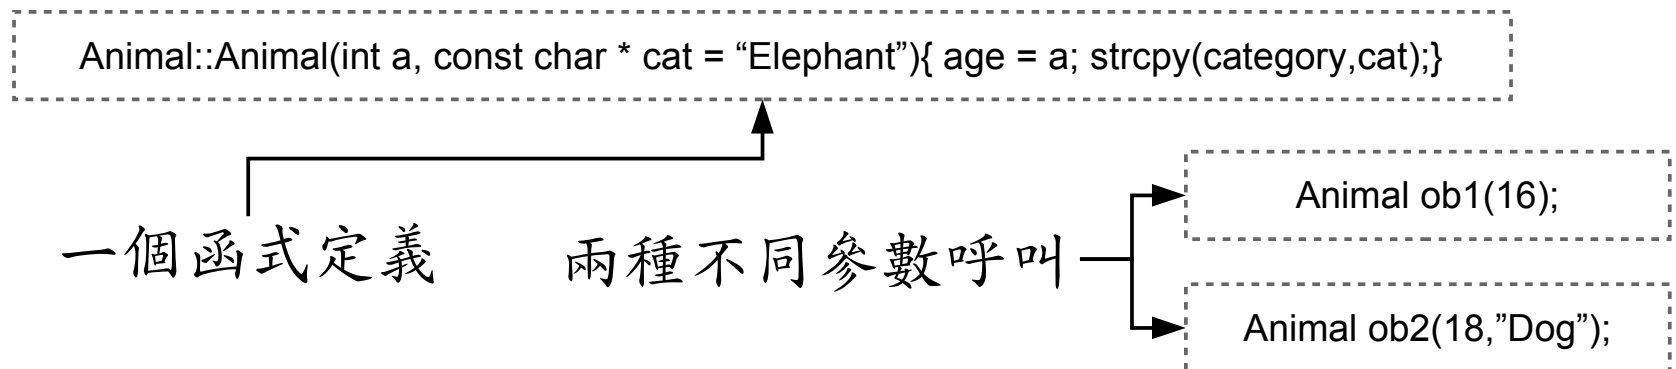 Animal::Animal(int a, const char * cat = “Elephant”){ age = a; strcpy(category,cat);}
一個函式定義
兩種不同參數呼叫
Animal ob1(16);
Animal ob2(18,”Dog”);